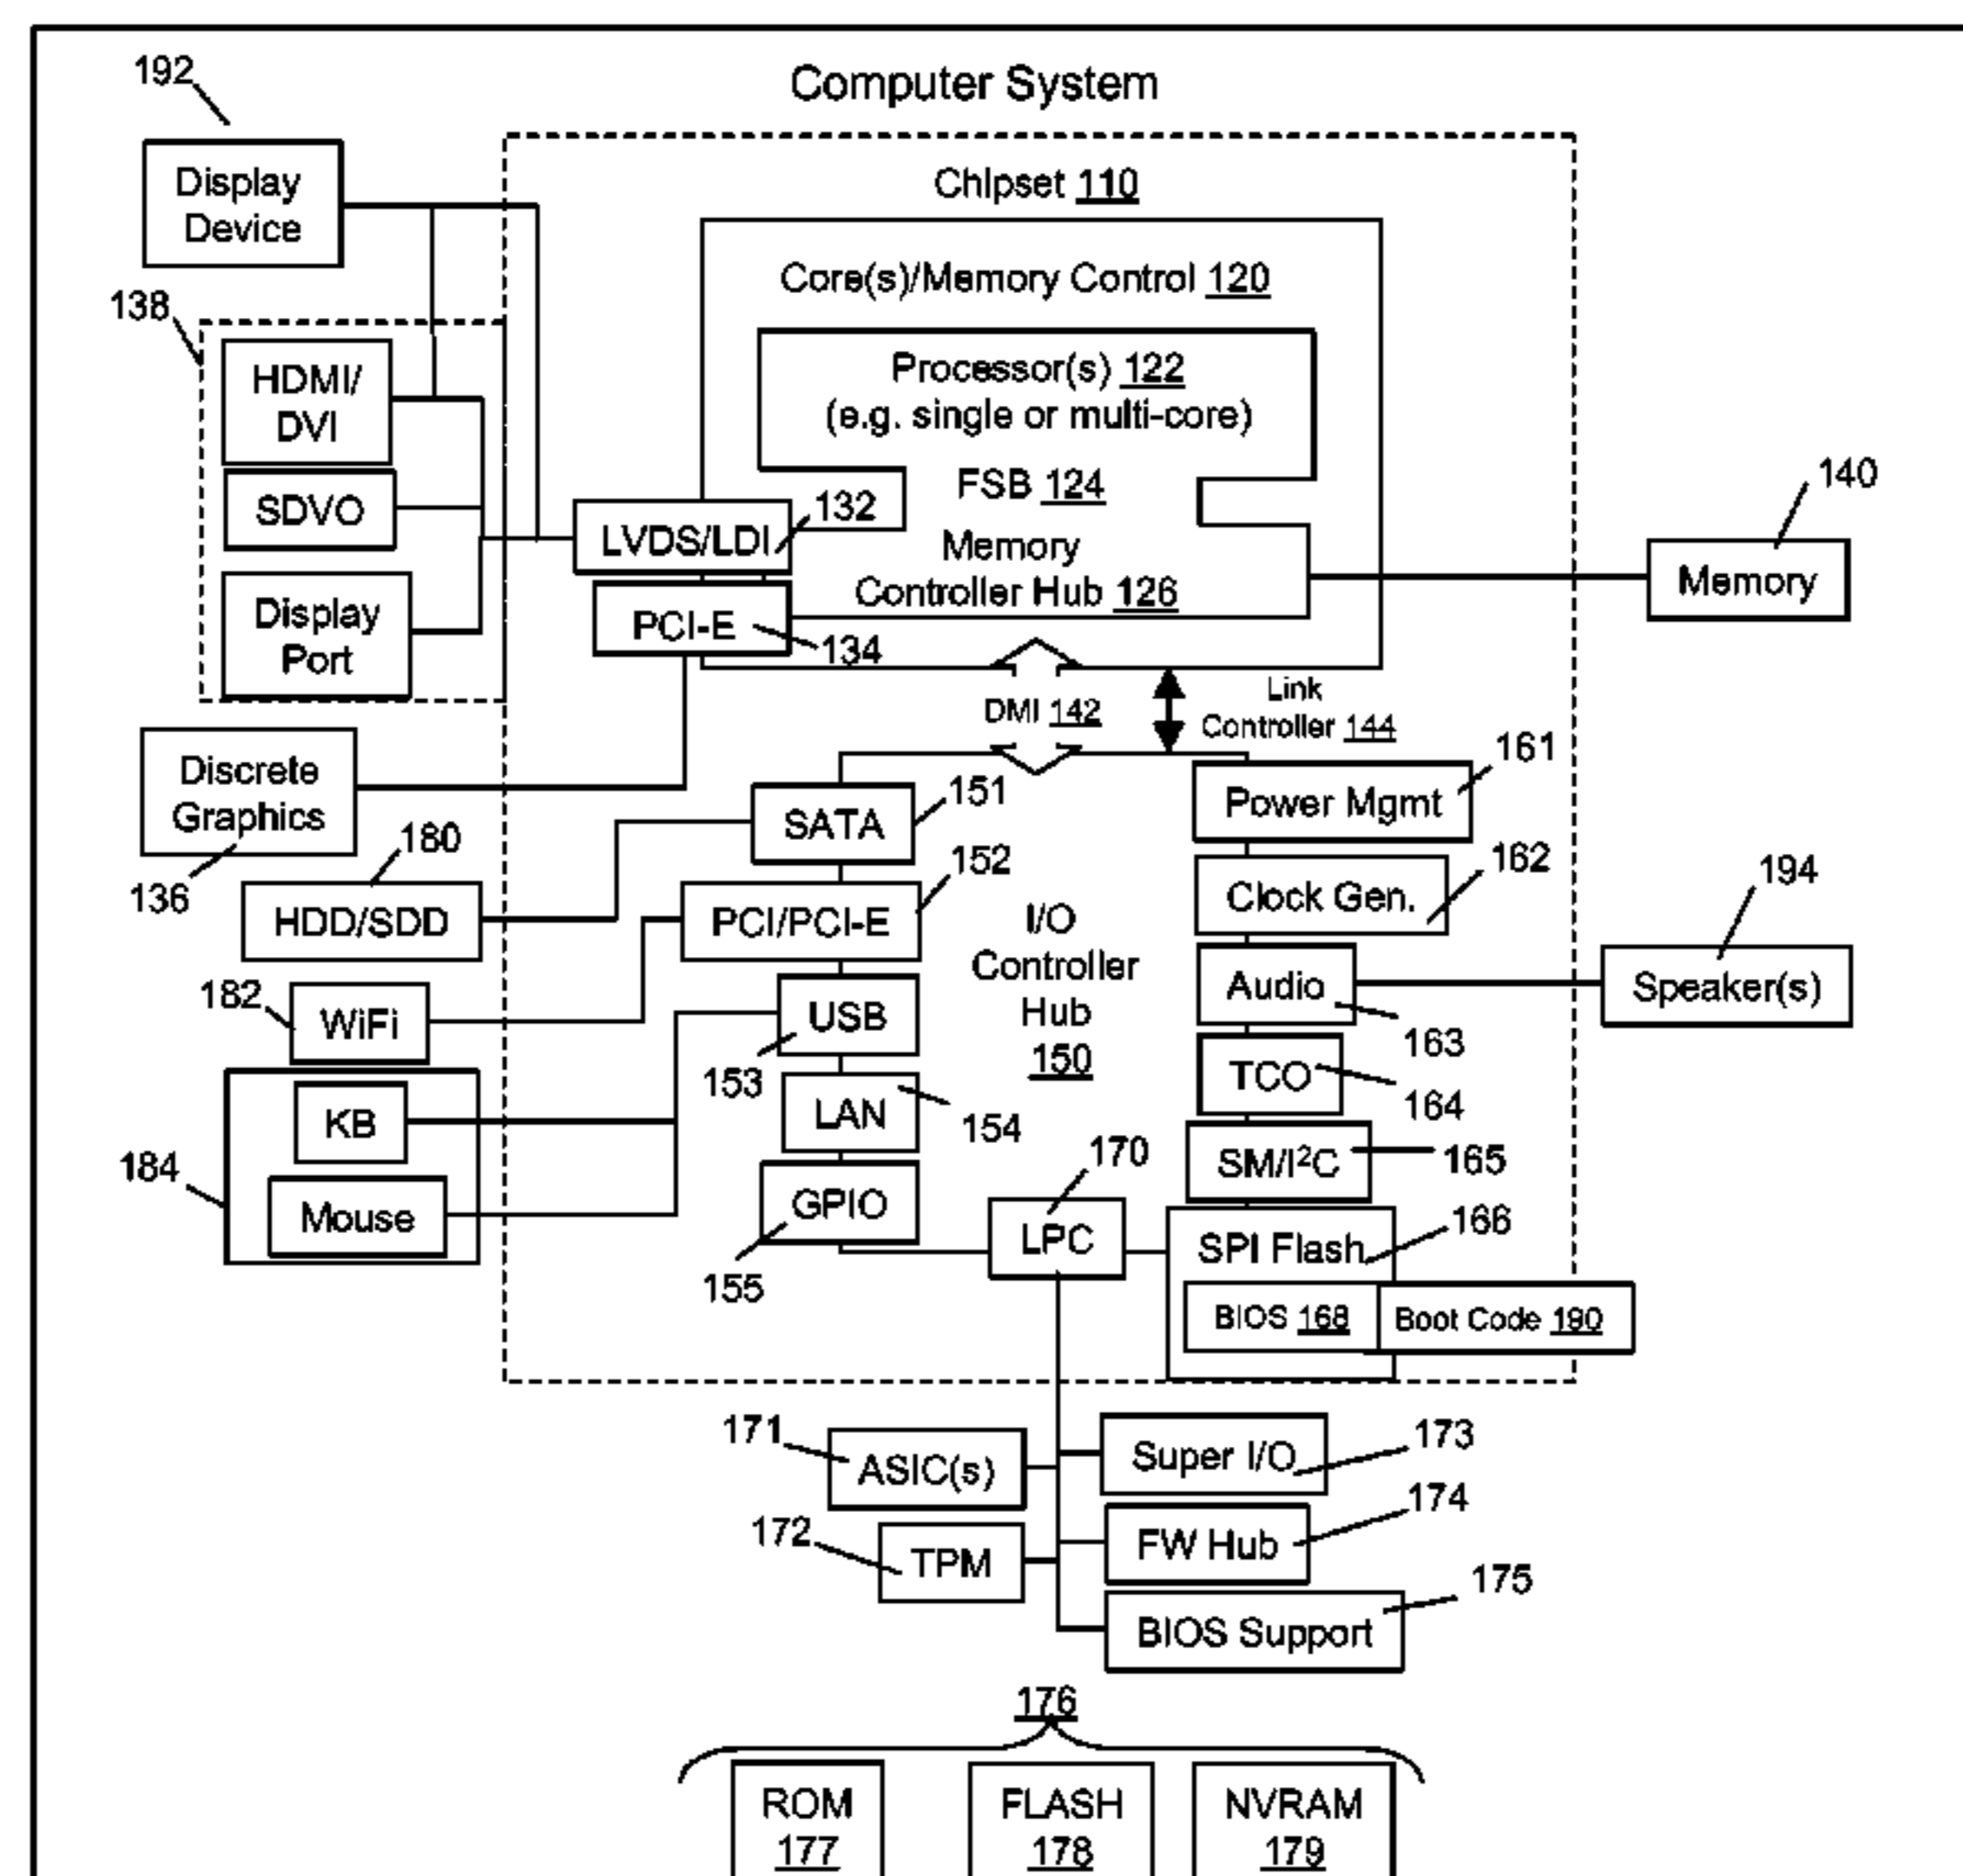 Computer System
192
Display
Device
Chipset 110
138
HDMI/
DVI
SDVO
Display
Port
Core(s)/Memory Control 120
Processor(s) 122
(e.g. single or multi-core)
FSB 124
Memory
Controller Hub 126
LVDS/LDI
132
PCI-E
134
140
Memory
DMI 142
Link
Controller 144
Discrete
Graphics
136
SATA
151
161
Power Mgmt
180
HDD/SDD
PCI/PCI-E
152
I/O
Controller
Hub
150
Clock Gen.
162
194
Speaker(s)
182
WiFi
USB
153
Audio
163
184
KB
Mouse
LAN
154
TCO
164
GPIO
155
170
LPC
SM/I²C
165
SPI Flash
166
BIOS 168
Boot Code 190
171
ASIC(s)
Super I/O
173
172
TPM
FW Hub
174
BIOS Support
175
176
ROM
177
FLASH
178
NVRAM
179